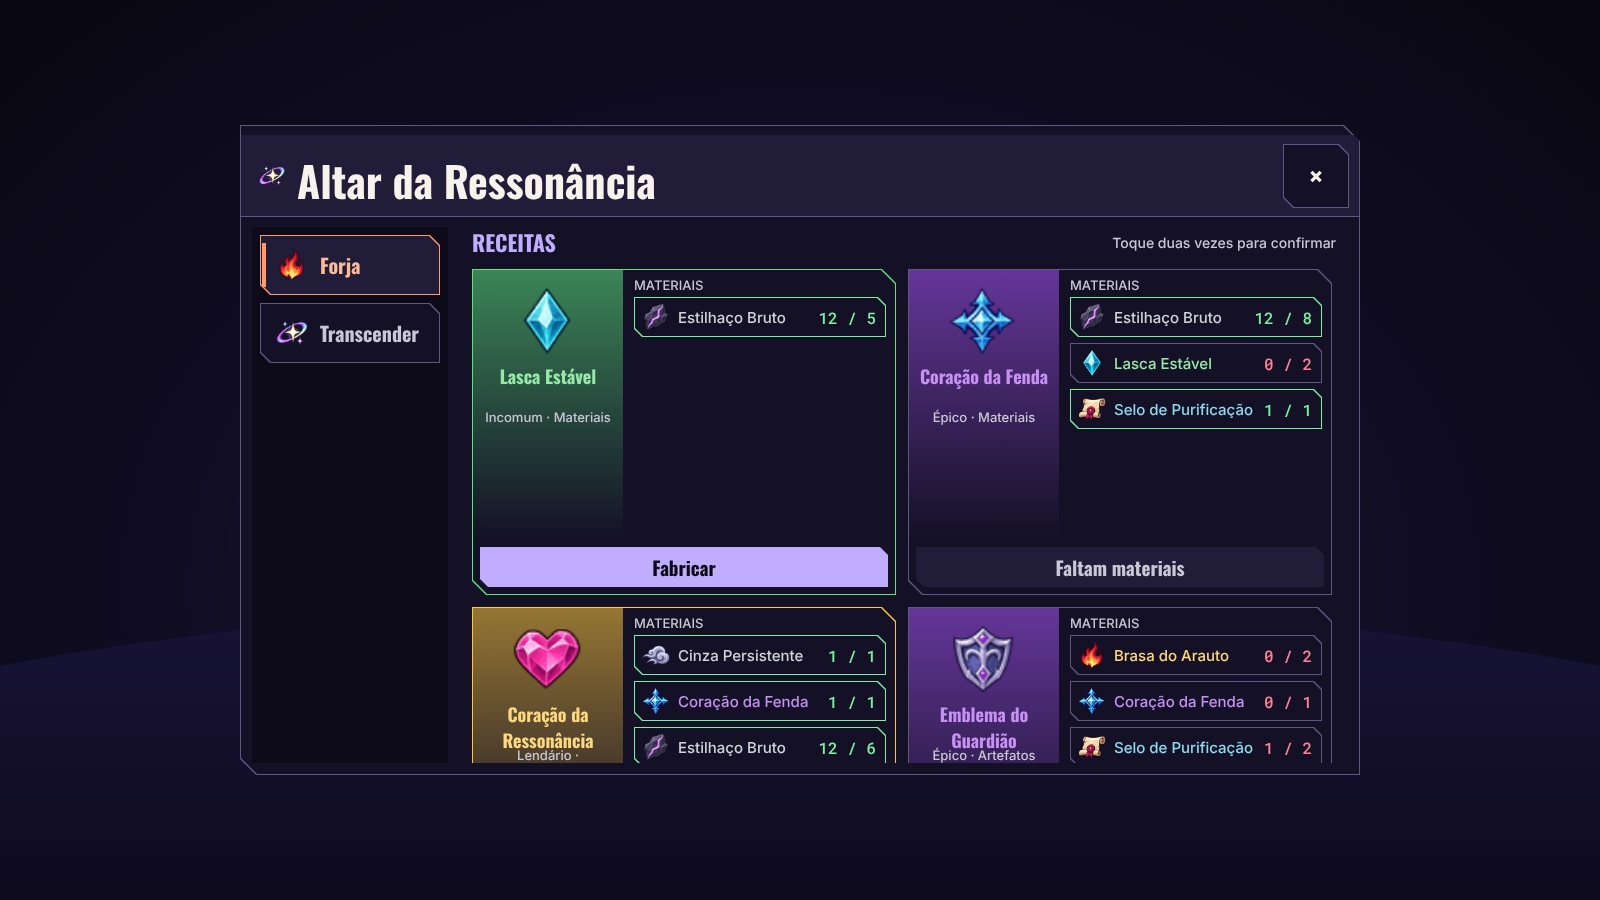 Altar da Ressonância
×
Forja
Transcender
RECEITAS
Toque duas vezes para confirmar
Lasca Estável
Incomum · Materiais
MATERIAIS
Estilhaço Bruto 12 / 5
Fabricar
Coração da Fenda
Épico · Materiais
MATERIAIS
Estilhaço Bruto 12 / 8
Lasca Estável 0 / 2
Selo de Purificação 1 / 1
Faltam materiais
Coração da
Ressonância
Lendário ·
MATERIAIS
Cinza Persistente 1 / 1
Coração da Fenda 1 / 1
Estilhaço Bruto 12 / 6
Emblema do
Guardião
Épico · Artefatos
MATERIAIS
Brasa do Arauto 0 / 2
Coração da Fenda 0 / 1
Selo de Purificação 1 / 2